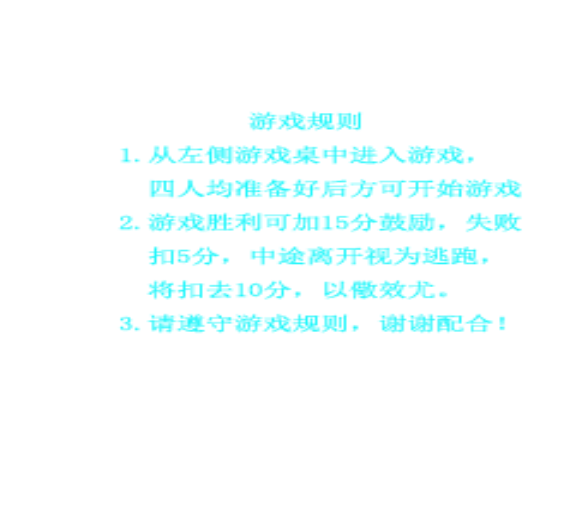 游戏规则
1. 从左侧游戏桌中进入游戏，
四人均准备好后方可开始游戏
2. 游戏胜利可加15分鼓励，失败
扣5分，中途离开视为逃跑，
将扣去10分，以儆效尤。
3. 请遵守游戏规则，谢谢配合！